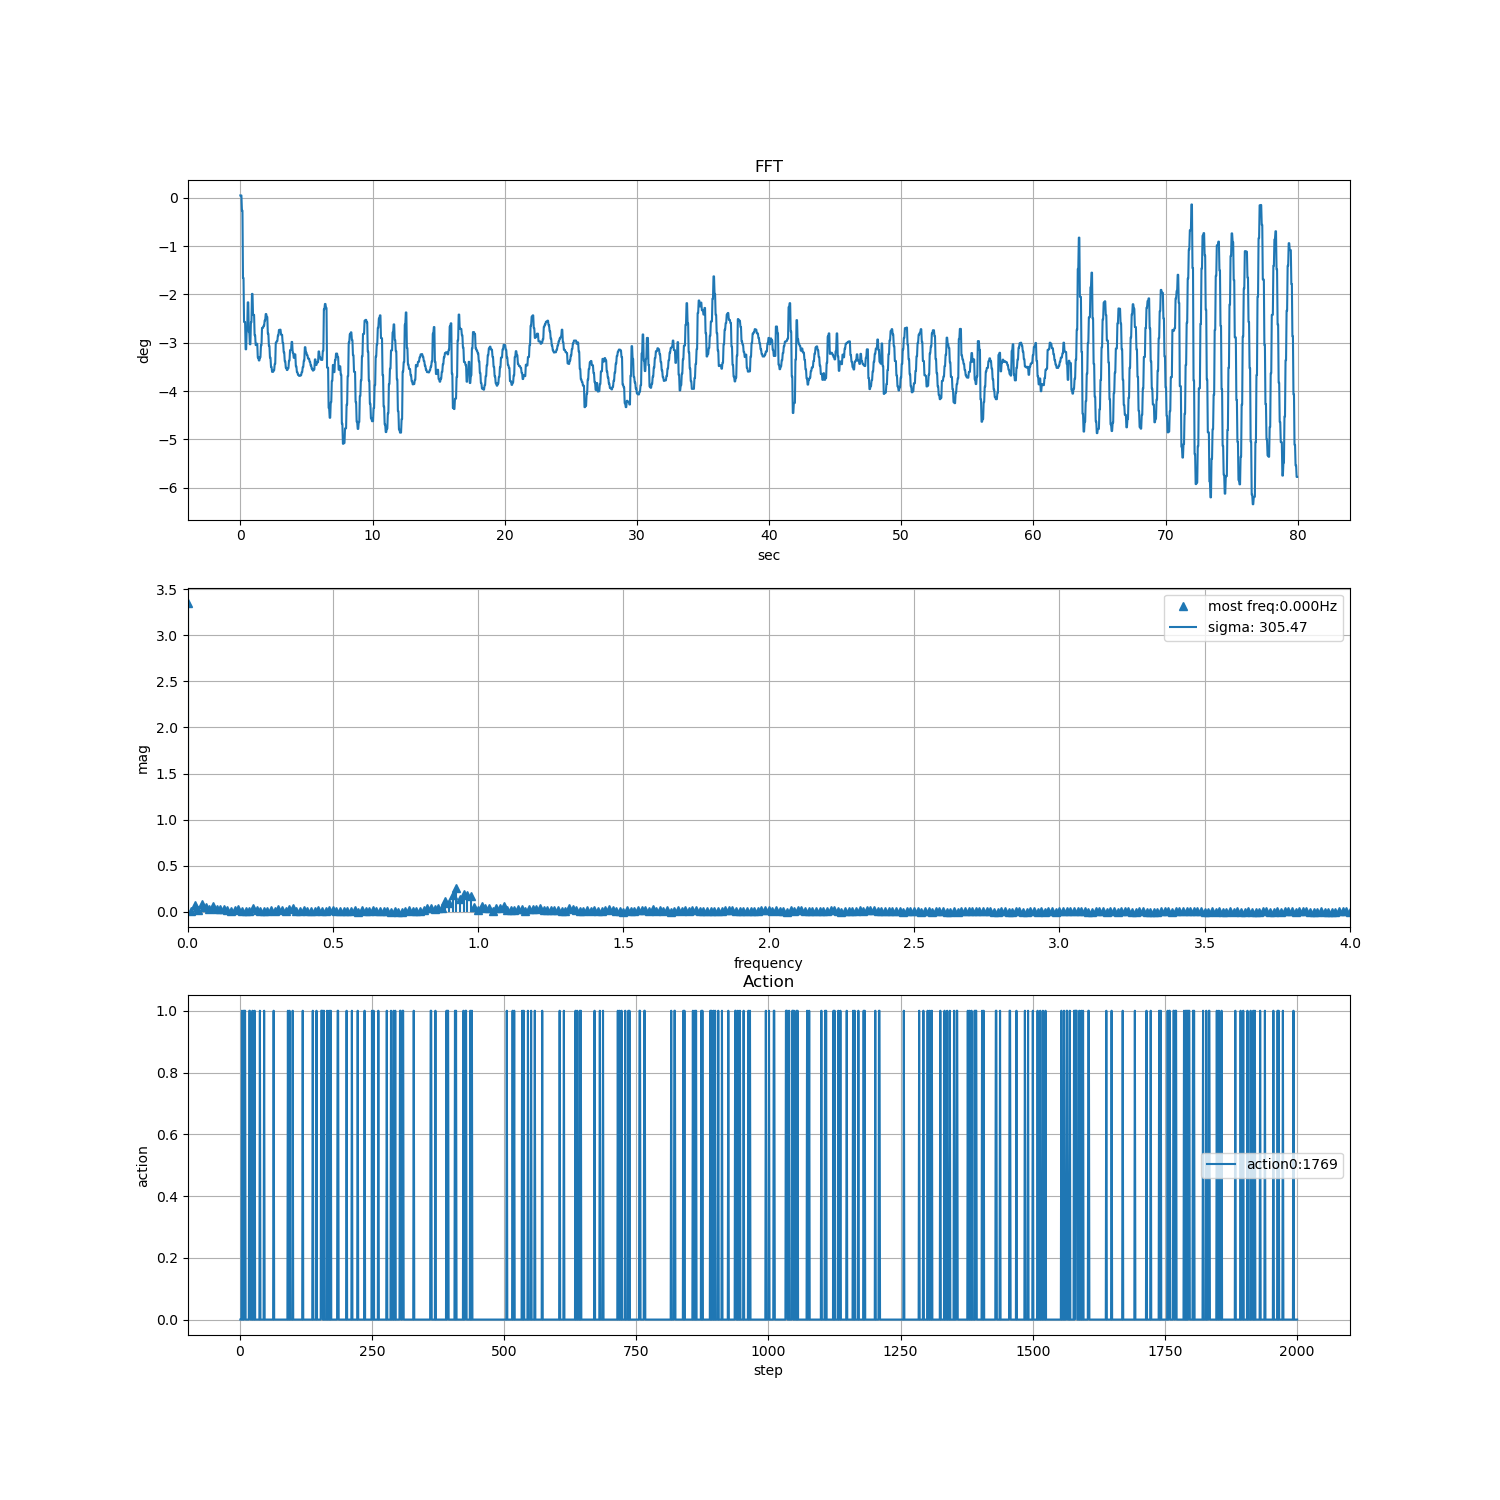 FFT
0
−1
−2
−3
−4
−5
−6
deg
0 10 20 30 40 50 60 70 80
sec
3.5
3.0
2.5
2.0
1.5
1.0
0.5
0.0
mag
most freq:0.000Hz
sigma: 305.47
0.0 0.5 1.0 1.5 2.0 2.5 3.0 3.5 4.0
frequency
Action
1.0
0.8
0.6
0.4
0.2
0.0
action
action0:1769
0 250 500 750 1000 1250 1500 1750 2000
step